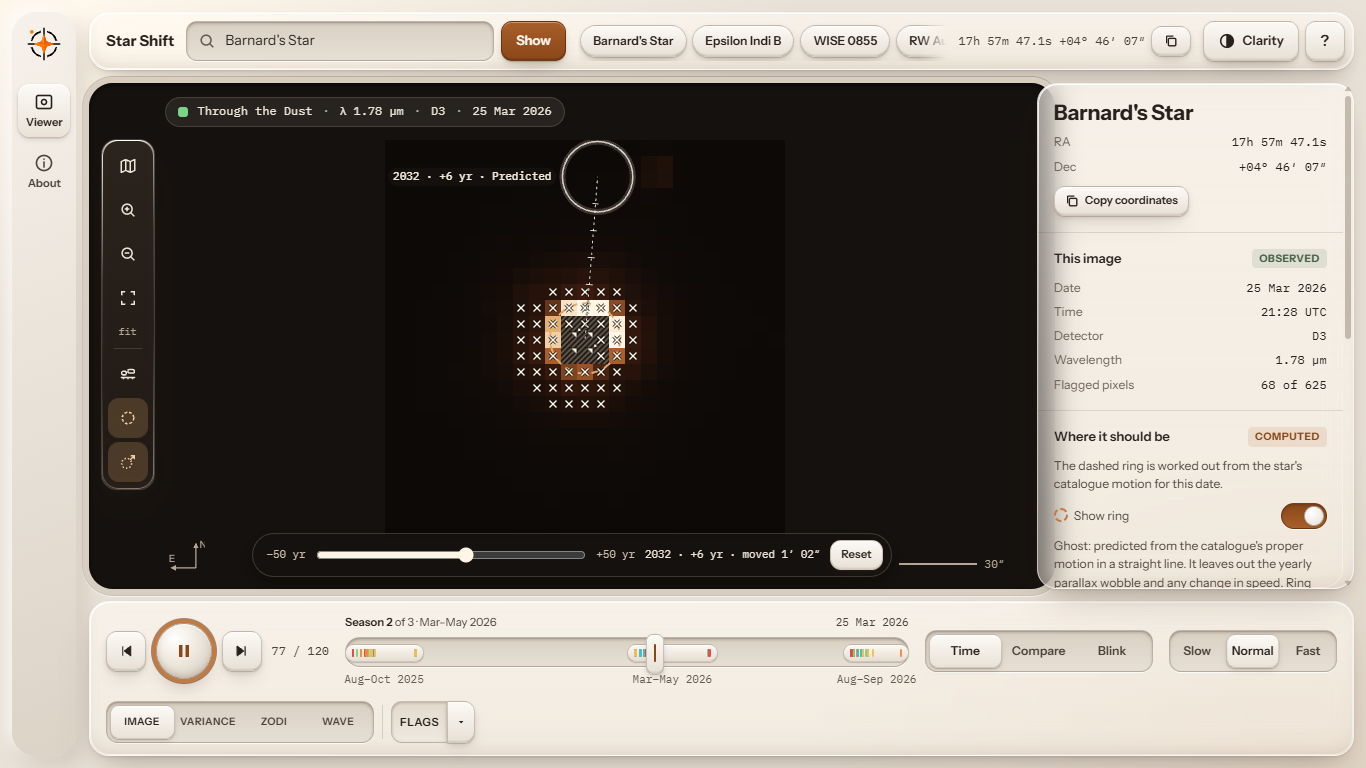 Star Shift
Barnard's Star
Show
Barnard's Star
Epsilon Indi B
WISE 0855
RW
17h 57m 47.1s +04° 46′ 07″
Clarity
?
Viewer
About
Through the Dust · λ 1.78 µm · D3 · 25 Mar 2026
fit
2032 · +6 yr · Predicted
N
E
−50 yr
+50 yr
2032 · +6 yr · moved 1′ 02″
Reset
30″
Barnard's Star
RA 17h 57m 47.1s
Dec +04° 46′ 07″
Copy coordinates
This image OBSERVED
Date 25 Mar 2026
Time 21:28 UTC
Detector D3
Wavelength 1.78 µm
Flagged pixels 68 of 625
Where it should be COMPUTED
The dashed ring is worked out from the star's
catalogue motion for this date.
Show ring
Ghost: predicted from the catalogue's proper
motion in a straight line. It leaves out the yearly
parallax wobble and any change in speed. Ring
77 / 120
Season 2 of 3 · Mar–May 2026
25 Mar 2026
Aug–Oct 2025
Mar–May 2026
Aug–Sep 2026
Time
Compare
Blink
Slow
Normal
Fast
IMAGE
VARIANCE
ZODI
WAVE
FLAGS